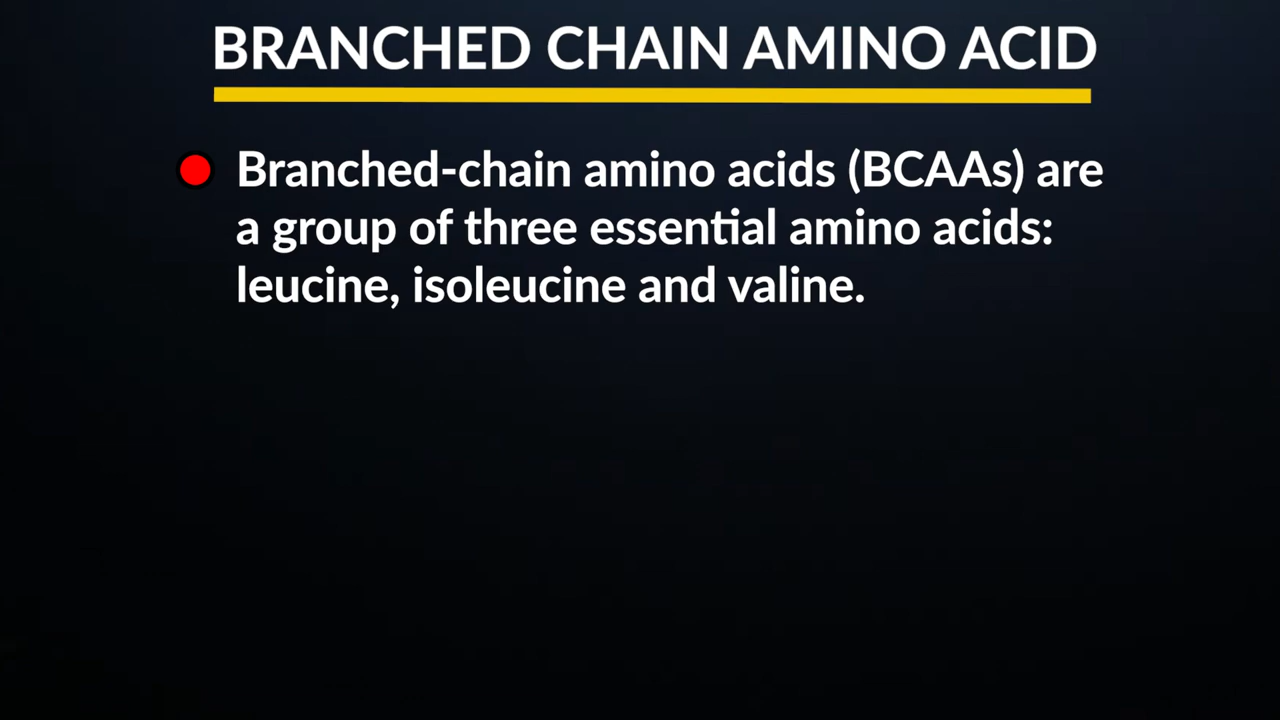 BRANCHED CHAIN AMINO ACID
Branched-chain amino acids (BCAAs) are
a group of three essential amino acids:
leucine, isoleucine and valine.